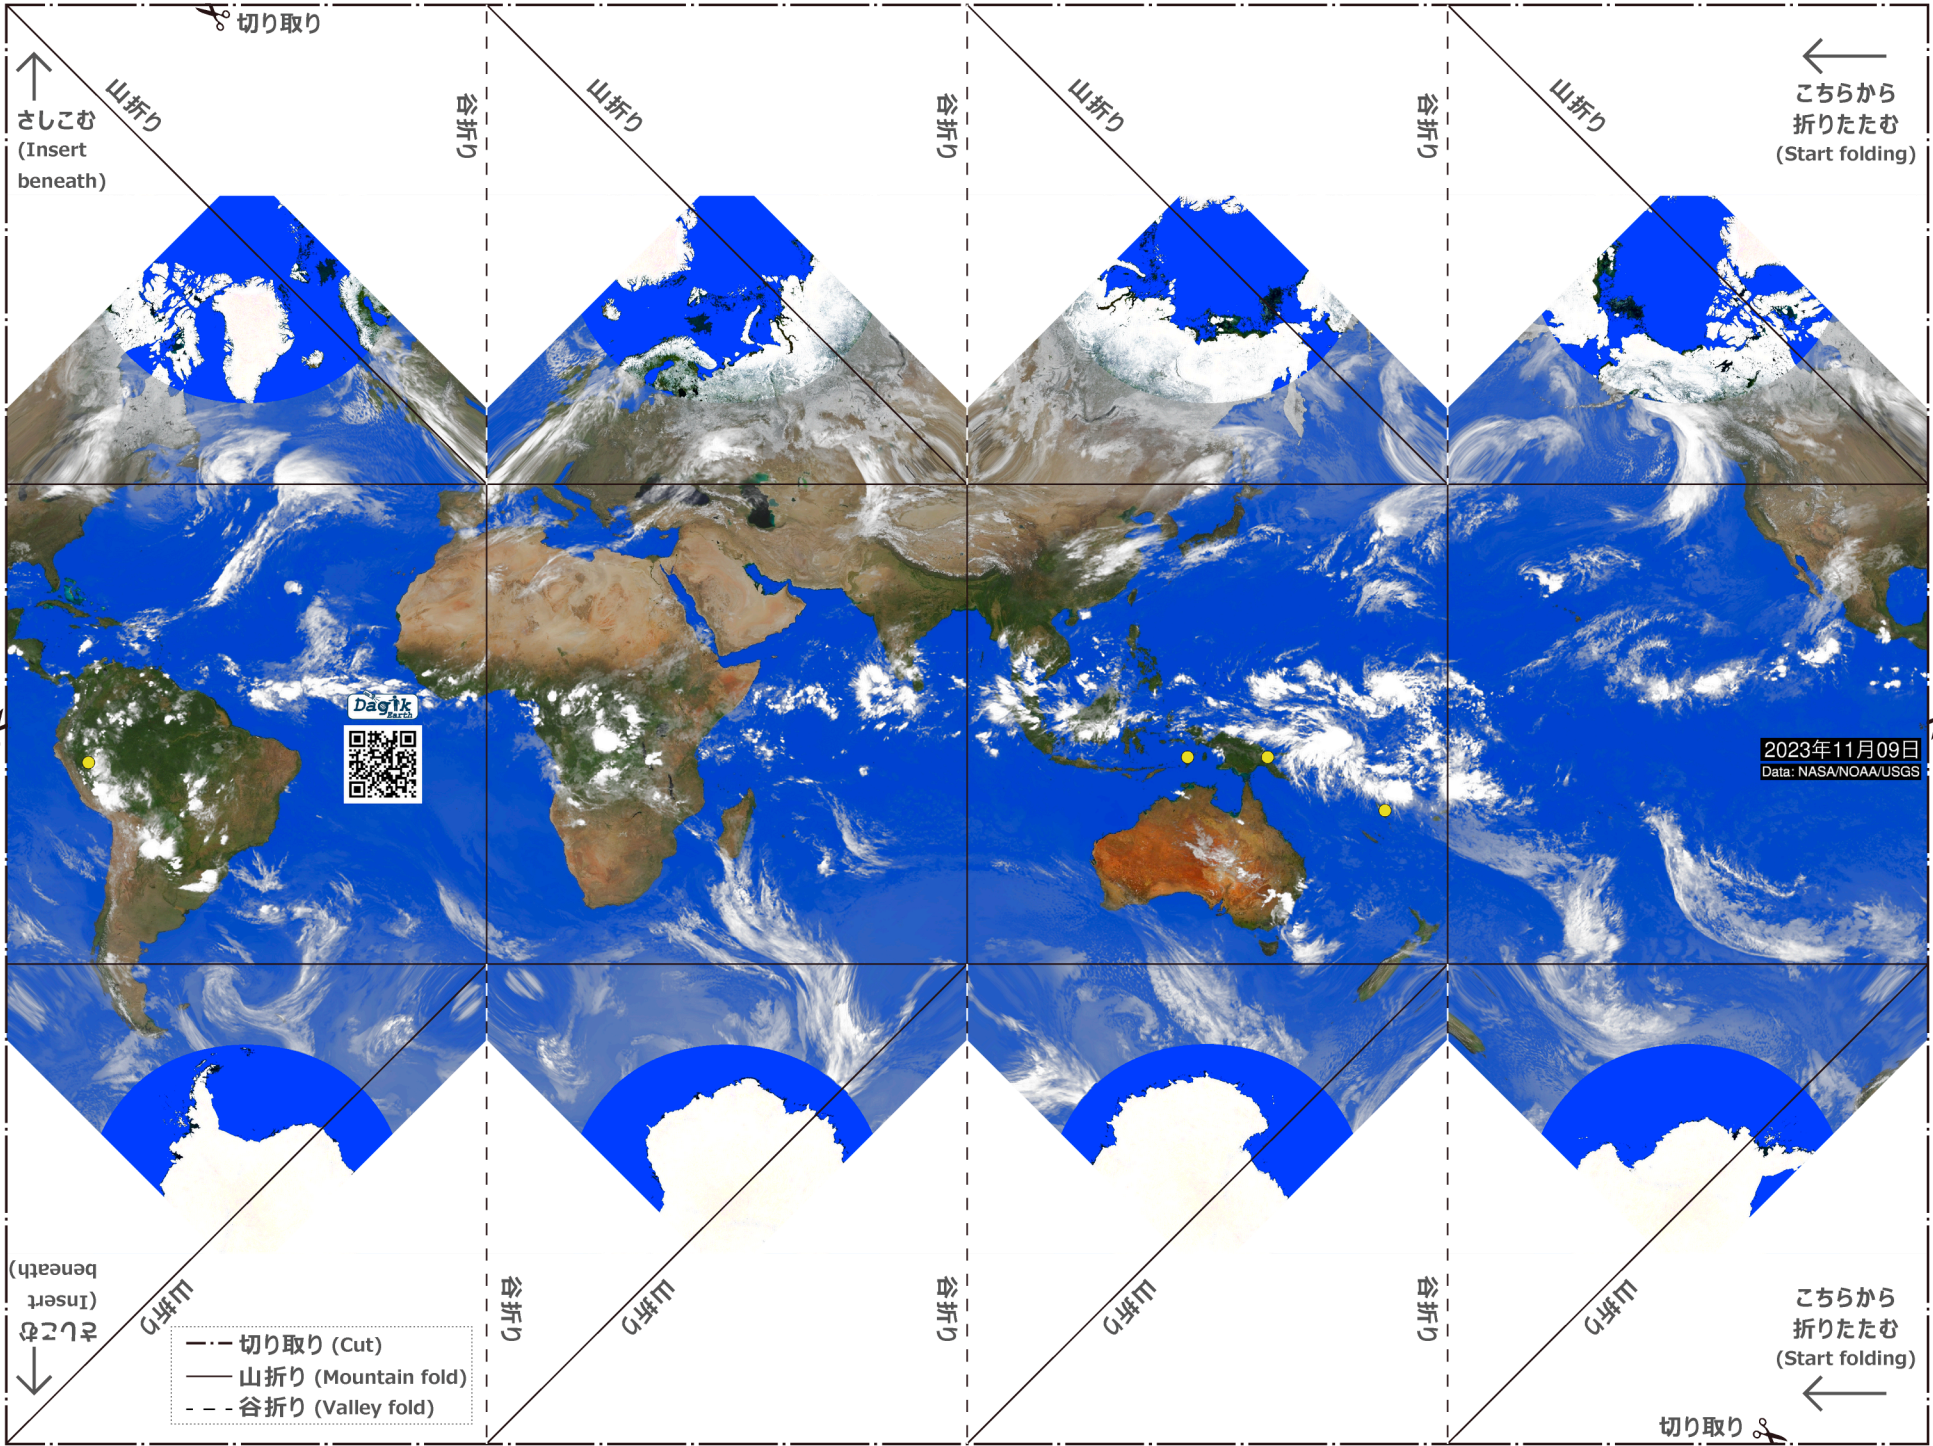 切り取り
山折り
谷折り
山折り
谷折り
山折り
谷折り
山折り
さしこむ
(Insert
beneath)
こちらから
折りたたむ
(Start folding)
Dagik
Earth
2023年11月09日
Data: NASA/NOAA/USGS
さしこむ
(Insert
beneath)
山折り
谷折り
山折り
谷折り
山折り
谷折り
山折り
こちらから
折りたたむ
(Start folding)
切り取り (Cut)
山折り (Mountain fold)
谷折り (Valley fold)
切り取り